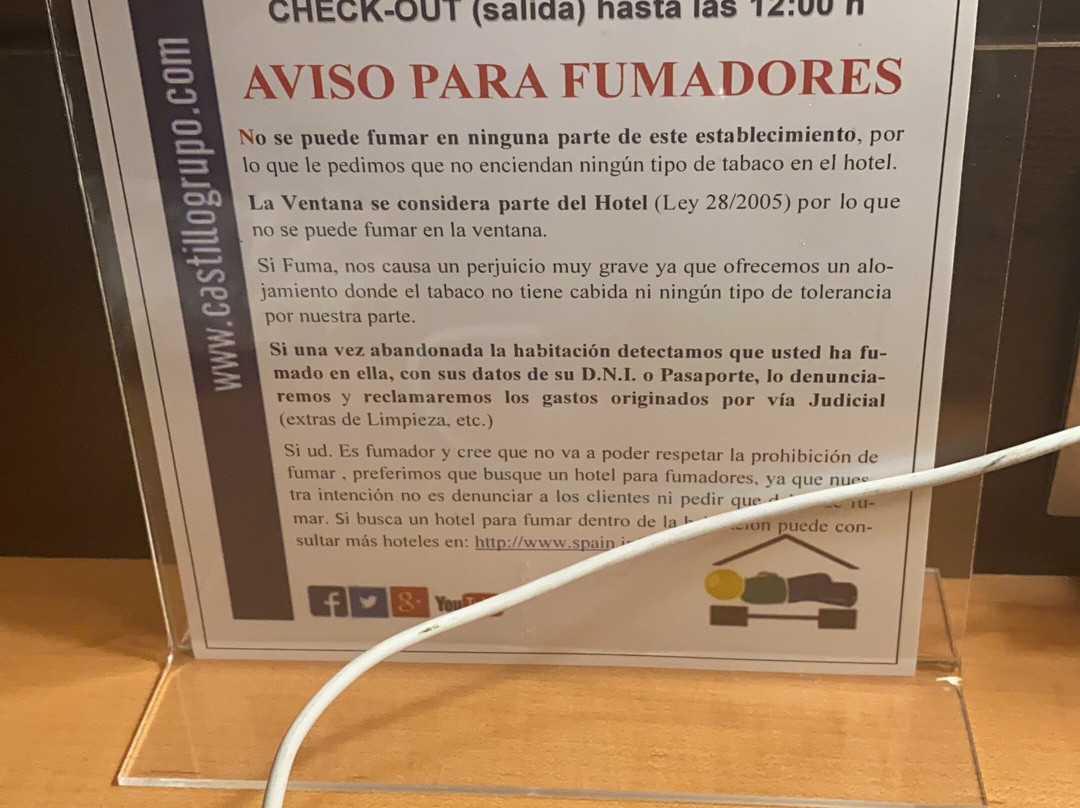 CHECK-OUT (salida) hasta las 12:00 h
www.castillogrupo.com
AVISO PARA FUMADORES
No se puede fumar en ninguna parte de este establecimiento, por
lo que le pedimos que no enciendan ningún tipo de tabaco en el hotel.
La Ventana se considera parte del Hotel (Ley 28/2005) por lo que
no se puede fumar en la ventana.
Si Fuma, nos causa un perjuicio muy grave ya que ofrecemos un alo-
jamiento donde el tabaco no tiene cabida ni ningún tipo de tolerancia
por nuestra parte.
Si una vez abandonada la habitación detectamos que usted ha fu-
mado en ella, con sus datos de su D.N.I. o Pasaporte, lo denuncia-
remos y reclamaremos los gastos originados por vía Judicial
(extras de Limpieza, etc.)
Si ud. Es fumador y cree que no va a poder respetar la prohibición de
fumar , preferimos que busque un hotel para fumadores, ya que nues
tra intención no es denunciar a los clientes ni pedir que fu-
mar. Si busca un hotel para fumar dentro de la puede con-
sultar más hoteles en: http://www.spain.i
f g+ You